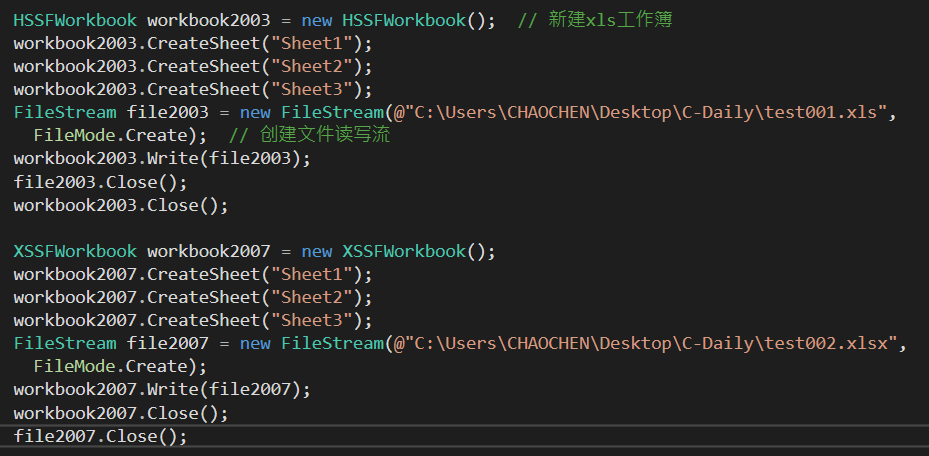 HSSFWorkbook workbook2003 = new HSSFWorkbook();  // 新建xls工作簿
workbook2003.CreateSheet("Sheet1");
workbook2003.CreateSheet("Sheet2");
workbook2003.CreateSheet("Sheet3");
FileStream file2003 = new FileStream(@"C:\Users\CHAOCHEN\Desktop\C-Daily\test001.xls",
  FileMode.Create);  // 创建文件读写流
workbook2003.Write(file2003);
file2003.Close();
workbook2003.Close();

XSSFWorkbook workbook2007 = new XSSFWorkbook();
workbook2007.CreateSheet("Sheet1");
workbook2007.CreateSheet("Sheet2");
workbook2007.CreateSheet("Sheet3");
FileStream file2007 = new FileStream(@"C:\Users\CHAOCHEN\Desktop\C-Daily\test002.xlsx",
  FileMode.Create);
workbook2007.Write(file2007);
workbook2007.Close();
file2007.Close();